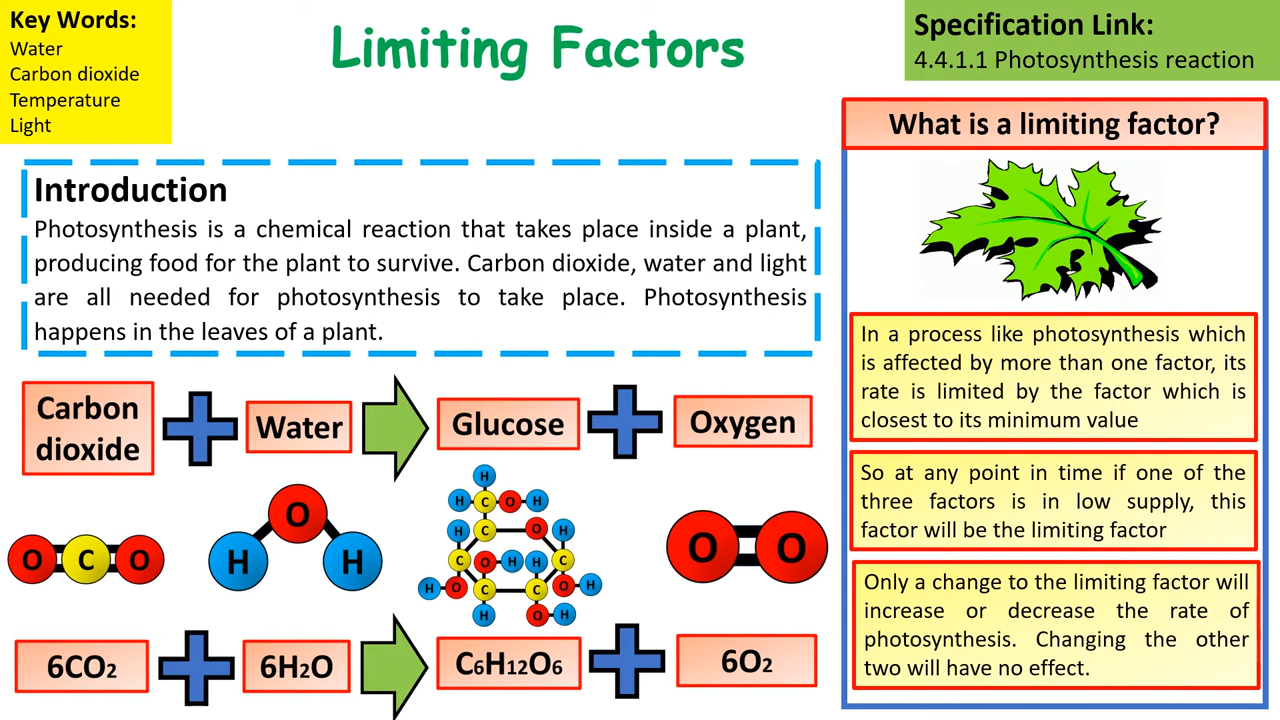 Key Words:
Water
Carbon dioxide
Temperature
Light
Limiting Factors
Specification Link:
4.4.1.1 Photosynthesis reaction
Introduction
Photosynthesis is a chemical reaction that takes place inside a plant,
producing food for the plant to survive. Carbon dioxide, water and light
are all needed for photosynthesis to take place. Photosynthesis
happens in the leaves of a plant.
Carbon
dioxide
Water
Glucose
Oxygen
O C O
O
H H
H
H C O H
H C O H
C O H H C
H O C C O H
H O H
O O
6CO₂
6H₂O
C₆H₁₂O₆
6O₂
What is a limiting factor?
In a process like photosynthesis which
is affected by more than one factor, its
rate is limited by the factor which is
closest to its minimum value
So at any point in time if one of the
three factors is in low supply, this
factor will be the limiting factor
Only a change to the limiting factor will
increase or decrease the rate of
photosynthesis. Changing the other
two will have no effect.